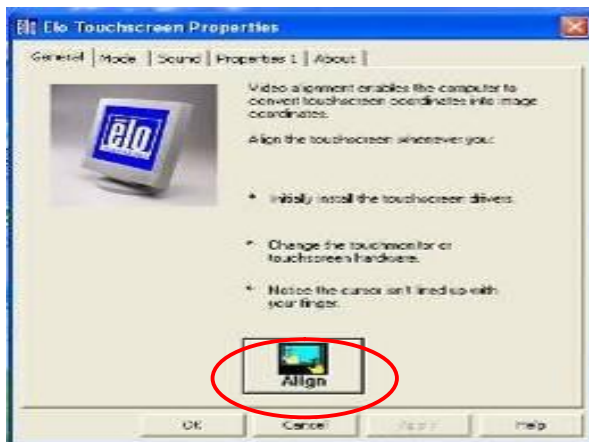 Elo Touchscreen Properties
General Mode Sound Properties 1 About
Video alignment enables the computer to
convert touchscreen coordinates into image
coordinates.
Align the touchscreen whenever you:
elo
* Initially install the touchscreen drivers.
* Change the touchmonitor or
touchscreen hardware.
* Notice the cursor isn't lined up with
your finger.
Align
OK Cancel Apply Help